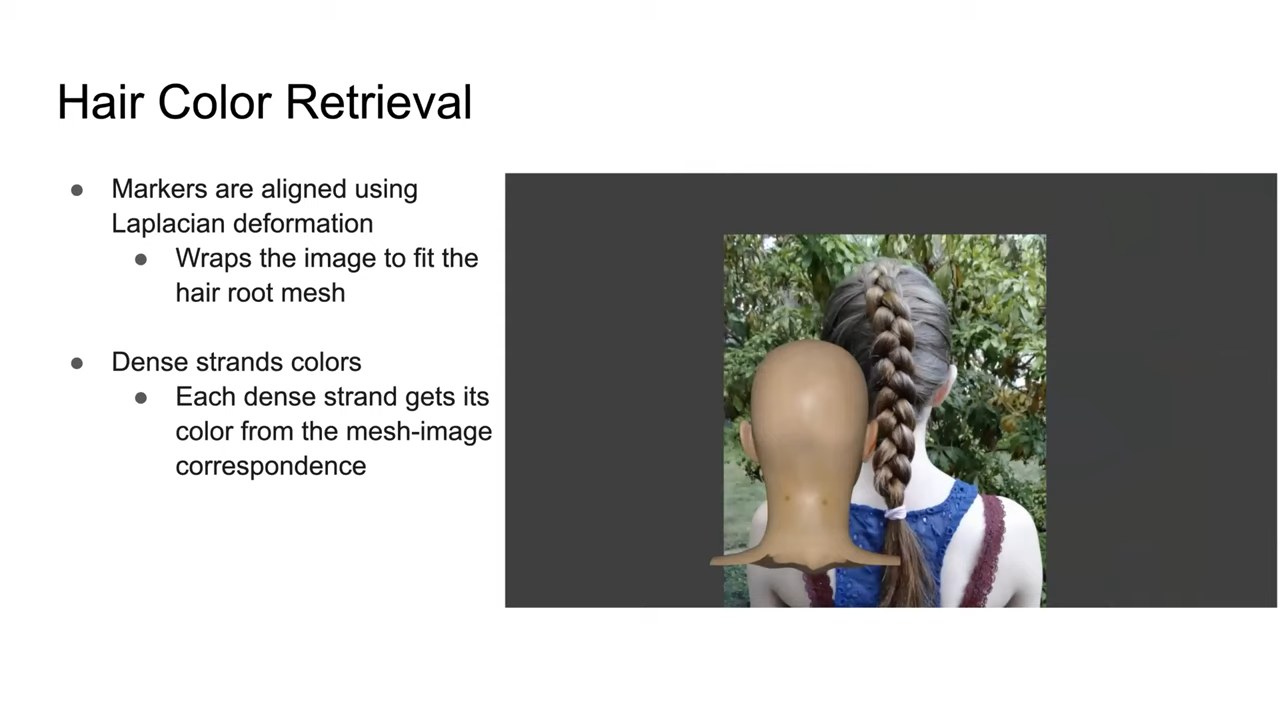 Hair Color Retrieval
● Markers are aligned using
Laplacian deformation
● Wraps the image to fit the
hair root mesh
● Dense strands colors
● Each dense strand gets its
color from the mesh-image
correspondence